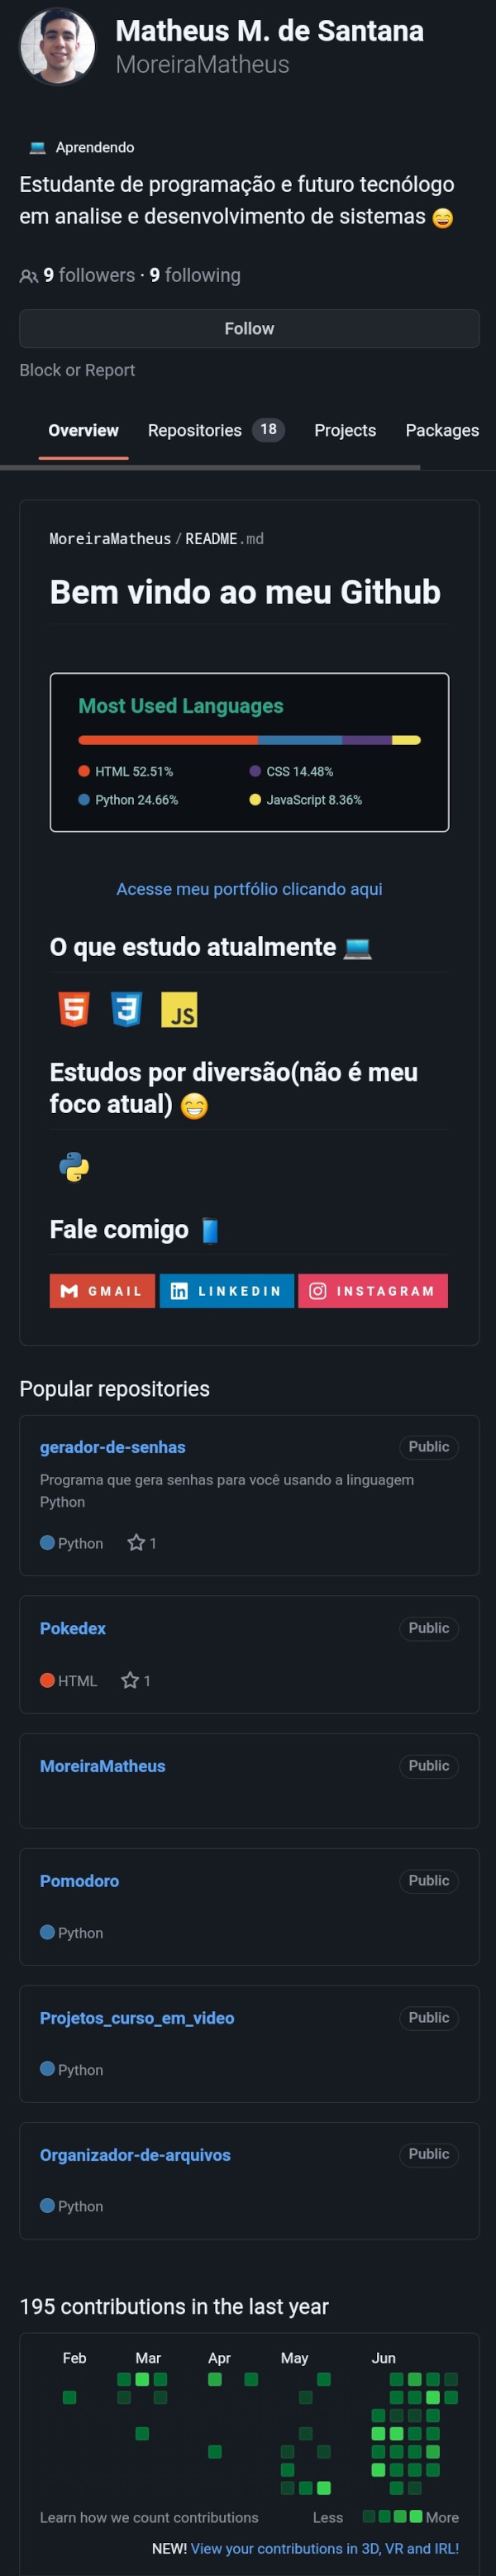 Matheus M. de Santana
MoreiraMatheus
Aprendendo
Estudante de programação e futuro tecnólogo
em analise e desenvolvimento de sistemas
9 followers · 9 following
Follow
Block or Report
Overview Repositories 18 Projects Packages
MoreiraMatheus / README.md
Bem vindo ao meu Github
Most Used Languages
HTML 52.51% CSS 14.48%
Python 24.66% JavaScript 8.36%
Acesse meu portfólio clicando aqui
O que estudo atualmente
5 3 JS
Estudos por diversão(não é meu
foco atual)
Fale comigo
GMAIL LINKEDIN INSTAGRAM
Popular repositories
gerador-de-senhas Public
Programa que gera senhas para você usando a linguagem
Python
Python 1
Pokedex Public
HTML 1
MoreiraMatheus Public
Pomodoro Public
Python
Projetos_curso_em_video Public
Python
Organizador-de-arquivos Public
Python
195 contributions in the last year
Feb Mar Apr May Jun
Learn how we count contributions Less More
NEW! View your contributions in 3D, VR and IRL!